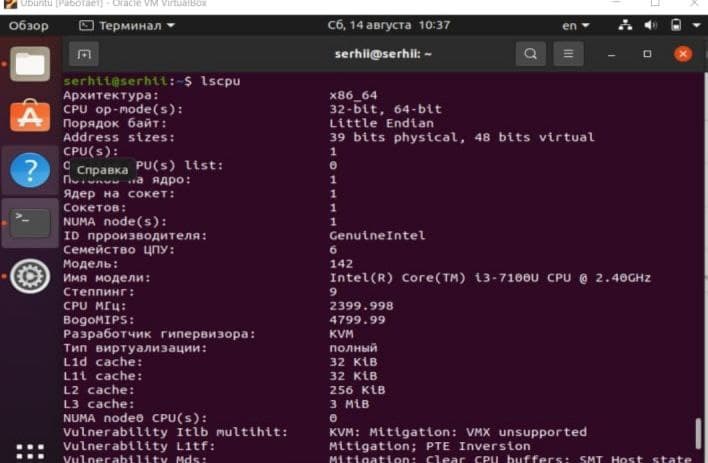 Ubuntu [Работает] - Oracle VM VirtualBox
Обзор Терминал Сб, 14 августа 10:37 en
serhii@serhii: ~
serhii@serhii:~$ lscpu
Архитектура: x86_64
CPU op-mode(s): 32-bit, 64-bit
Порядок байт: Little Endian
Address sizes: 39 bits physical, 48 bits virtual
CPU(s): 1
PU(s) list: 0
Справка
Потоков на ядро: 1
Ядер на сокет: 1
Сокетов: 1
NUMA node(s): 1
ID прроизводителя: GenuineIntel
Семейство ЦПУ: 6
Модель: 142
Имя модели: Intel(R) Core(TM) i3-7100U CPU @ 2.40GHz
Степпинг: 9
CPU МГц: 2399.998
BogoMIPS: 4799.99
Разработчик гипервизора: KVM
Тип виртуализации: полный
L1d cache: 32 KiB
L1i cache: 32 KiB
L2 cache: 256 KiB
L3 cache: 3 MiB
NUMA node0 CPU(s): 0
Vulnerability Itlb multihit: KVM: Mitigation: VMX unsupported
Vulnerability L1tf: Mitigation; PTE Inversion
Vulnerability Mds: Mitigation; Clear CPU buffers; SMT Host state